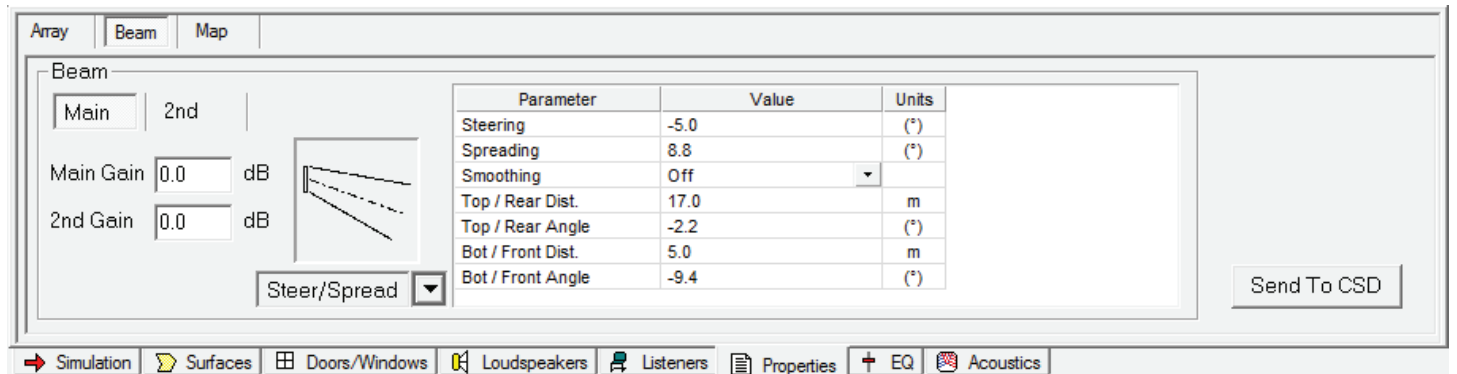 Array Beam Map
Beam
Main 2nd
Main Gain 0.0 dB
2nd Gain 0.0 dB
Steer/Spread
Parameter Value Units
Steering -5.0 (°)
Spreading 8.8 (°)
Smoothing Off
Top / Rear Dist. 17.0 m
Top / Rear Angle -2.2 (°)
Bot / Front Dist. 5.0 m
Bot / Front Angle -9.4 (°)
Send To CSD
Simulation Surfaces Doors/Windows Loudspeakers Listeners Properties EQ Acoustics